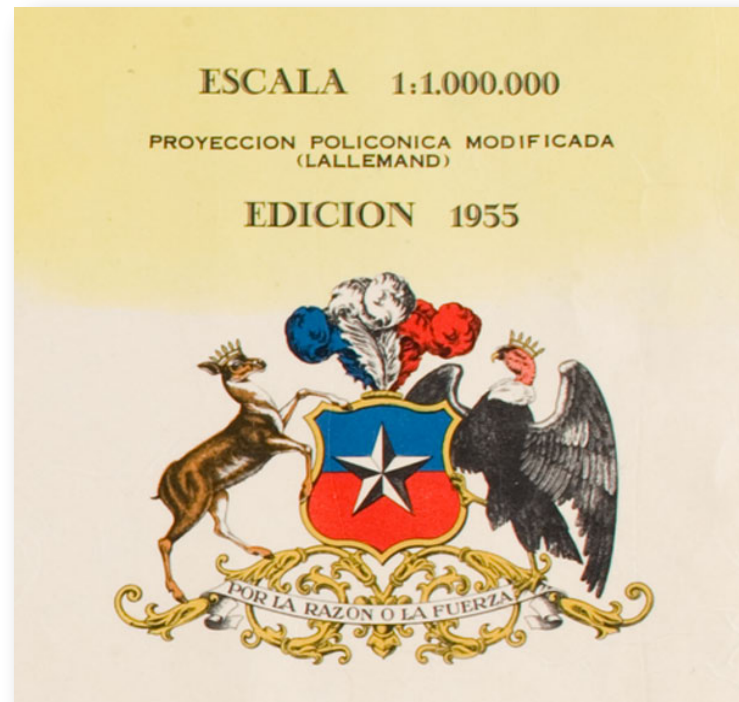 ESCALA 1:1.000.000
PROYECCION POLICONICA MODIFICADA
(LALLEMAND)
EDICION 1955
POR LA RAZON O LA FUERZA